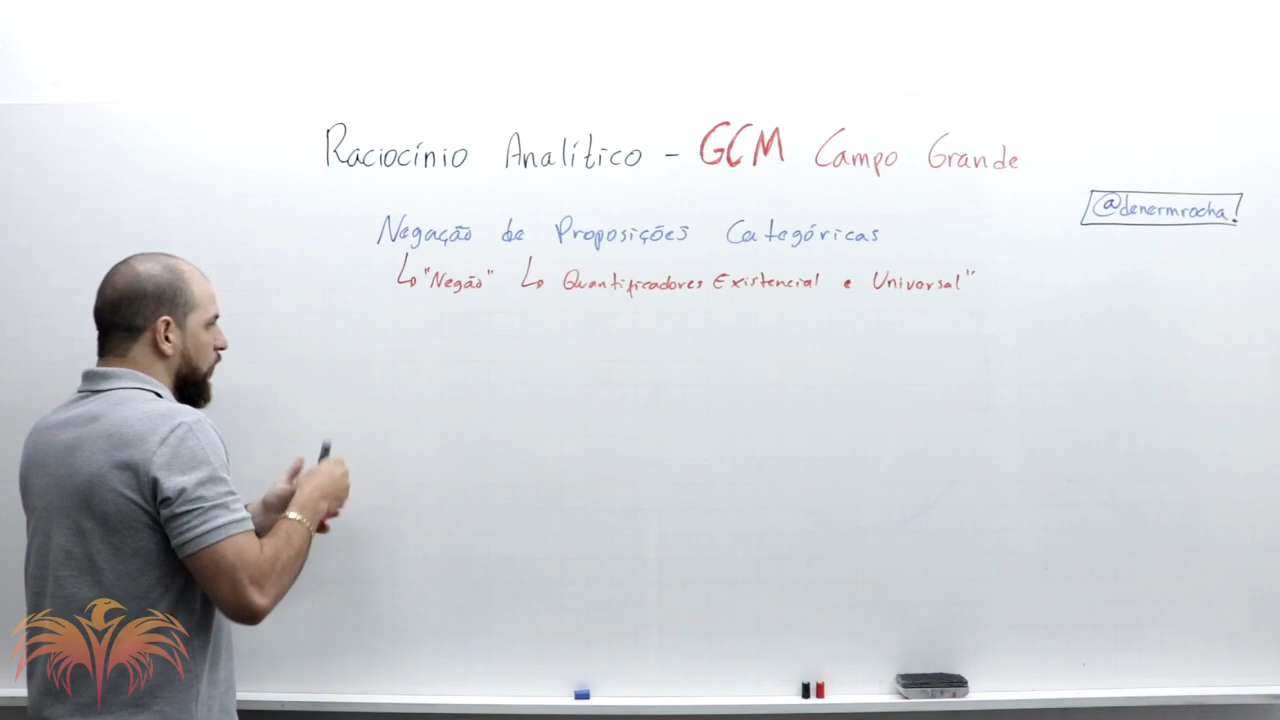 Raciocínio Analítico - GCM Campo Grande
@denermrocha!
Negação de Proposições Categóricas
↳ "Negão" ↳ Quantificadores Existencial e Universal"